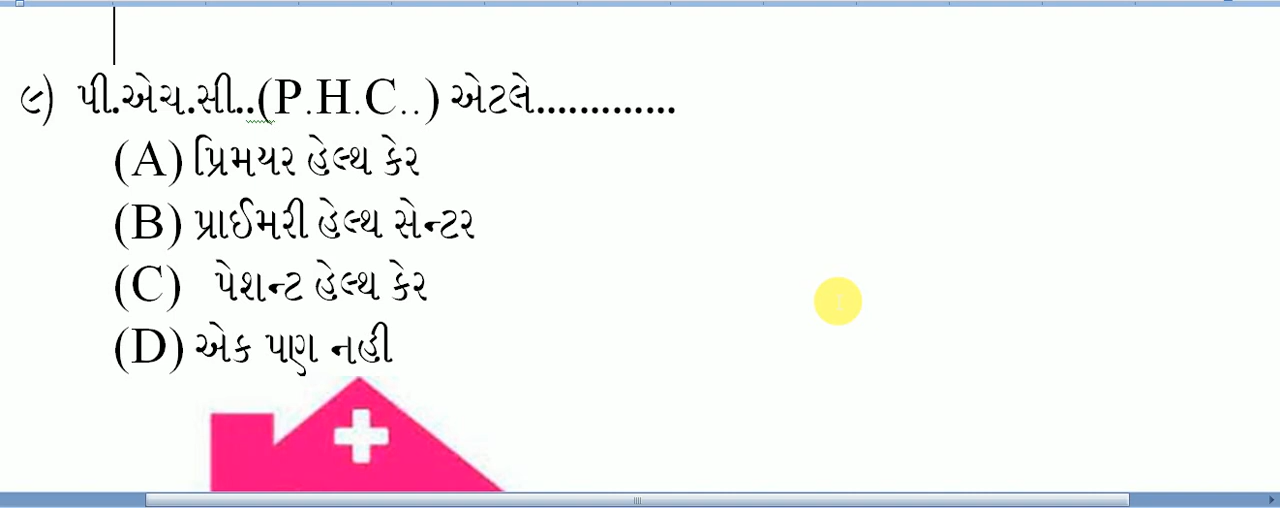 ૯) પી.એચ.સી..(P.H.C..) એટલે.............
(A) પ્રિમયર હેલ્થ કેર
(B) પ્રાઈમરી હેલ્થ સેન્ટર
(C) પેશન્ટ હેલ્થ કેર
(D) એક પણ નહી